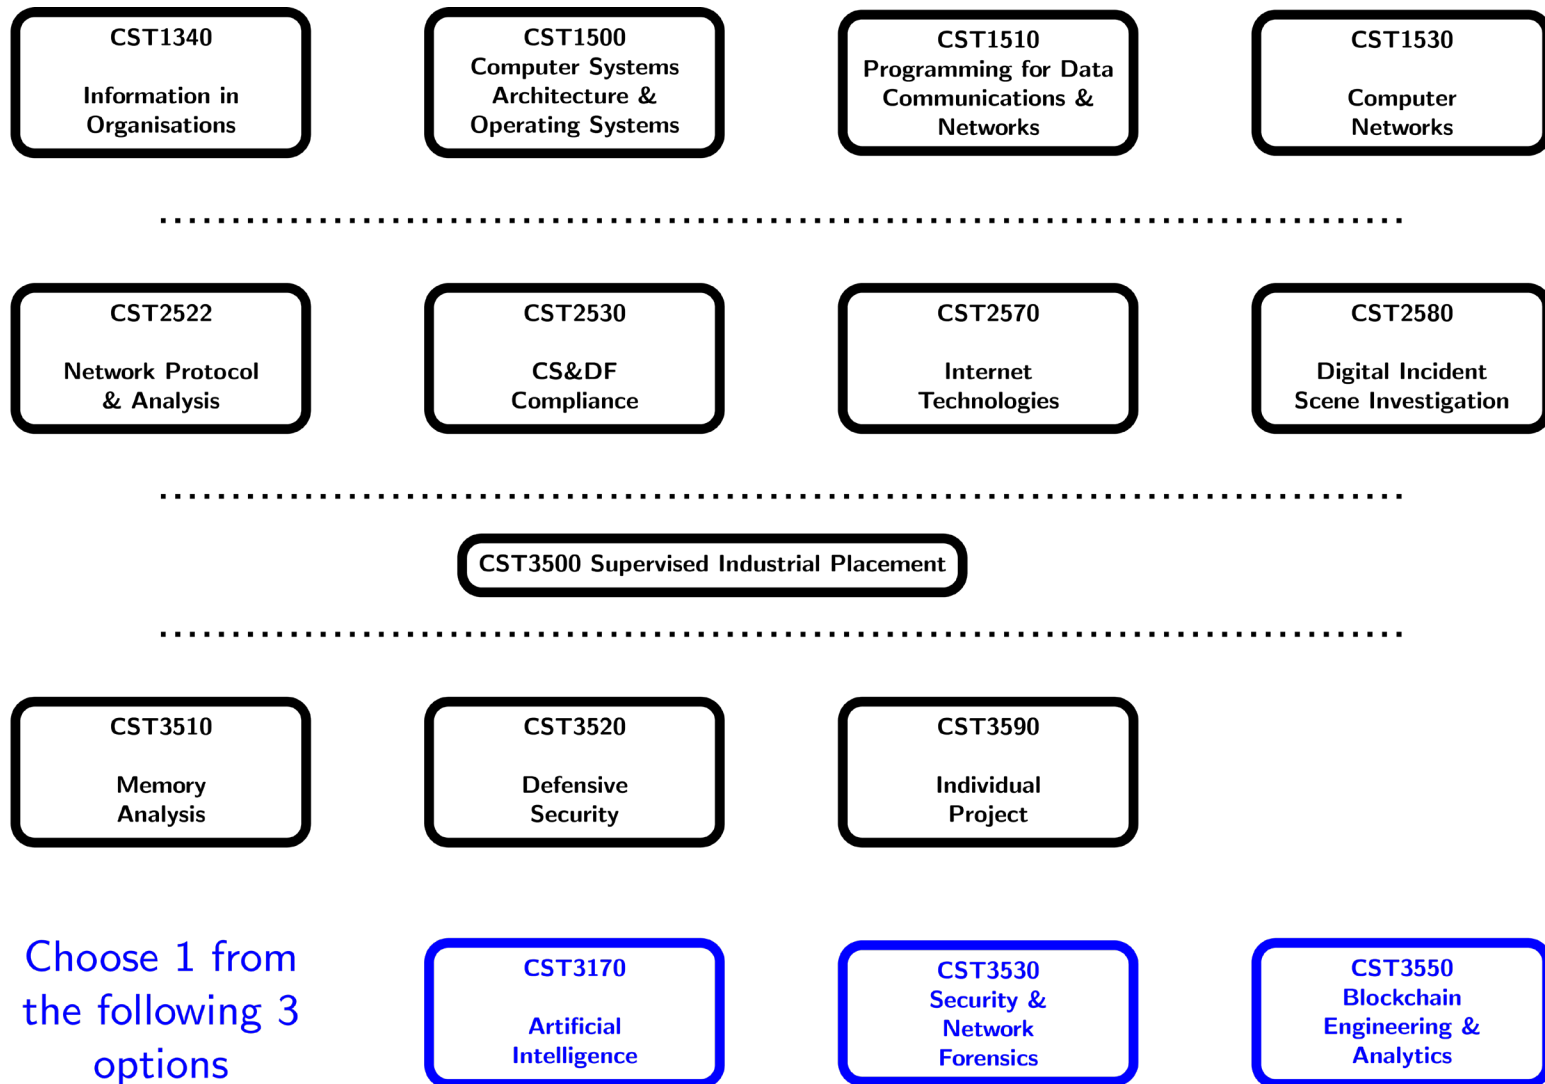 CST1340
Information in
Organisations
CST1500
Computer Systems
Architecture &
Operating Systems
CST1510
Programming for Data
Communications &
Networks
CST1530
Computer
Networks
CST2522
Network Protocol
& Analysis
CST2530
CS&DF
Compliance
CST2570
Internet
Technologies
CST2580
Digital Incident
Scene Investigation
CST3500 Supervised Industrial Placement
CST3510
Memory
Analysis
CST3520
Defensive
Security
CST3590
Individual
Project
Choose 1 from
the following 3
options
CST3170
Artificial
Intelligence
CST3530
Security &
Network
Forensics
CST3550
Blockchain
Engineering &
Analytics